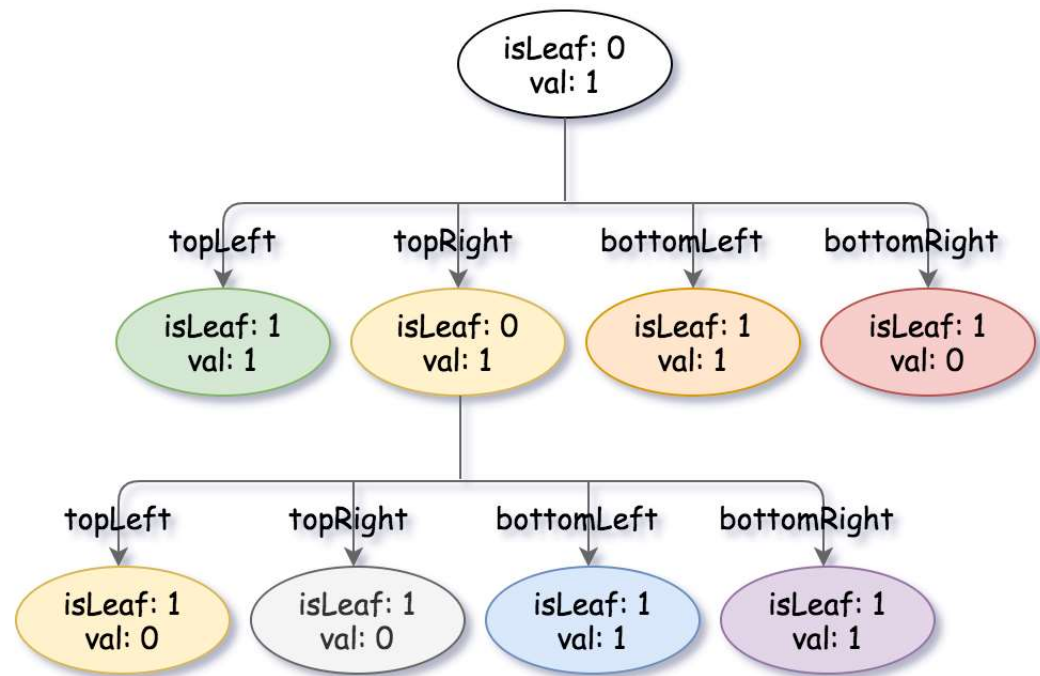 isLeaf: 0
val: 1
topLeft
topRight
bottomLeft
bottomRight
isLeaf: 1
val: 1
isLeaf: 0
val: 1
isLeaf: 1
val: 1
isLeaf: 1
val: 0
topLeft
topRight
bottomLeft
bottomRight
isLeaf: 1
val: 0
isLeaf: 1
val: 0
isLeaf: 1
val: 1
isLeaf: 1
val: 1